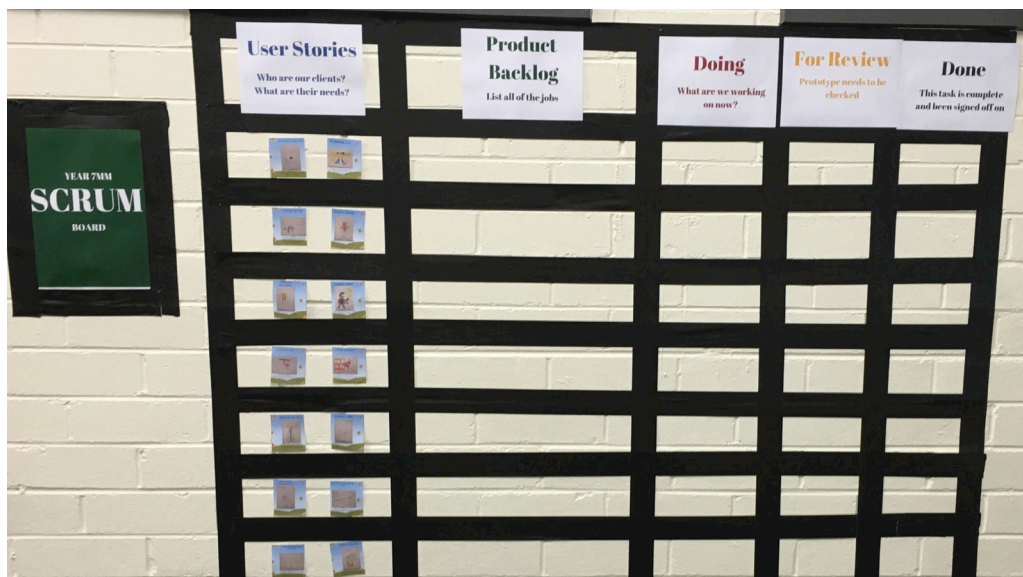 YEAR 7MM
SCRUM
BOARD
User Stories
Who are our clients?
What are their needs?
Product
Backlog
List all of the jobs
Doing
What are we working
on now?
For Review
Prototype needs to be
checked
Done
This task is complete
and been signed off on